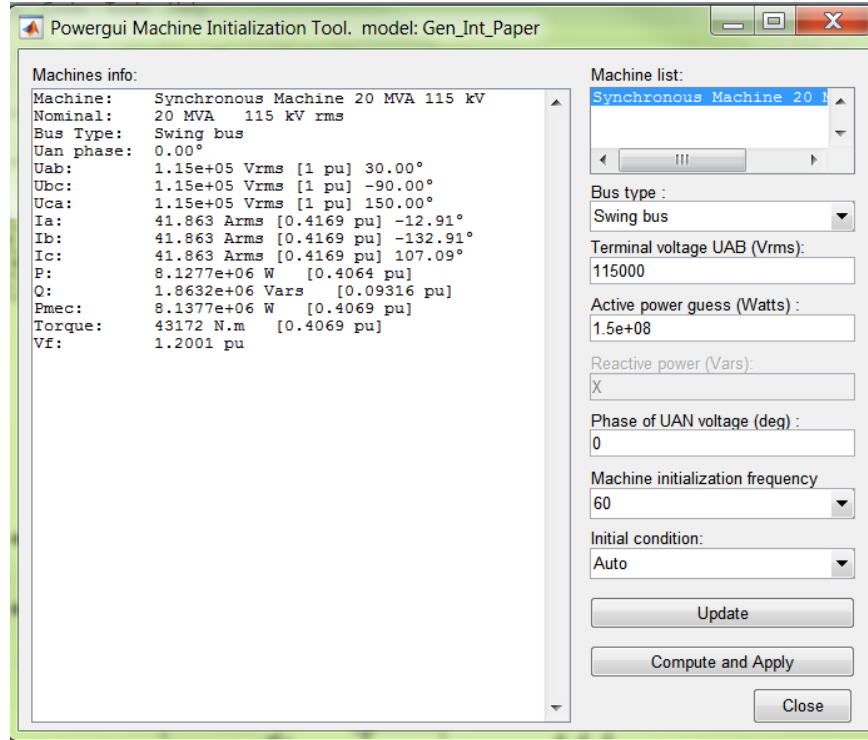 Powergui Machine Initialization Tool. model: Gen_Int_Paper
Machines info:
Machine: Synchronous Machine 20 MVA 115 kV
Nominal: 20 MVA 115 kV rms
Bus Type: Swing bus
Uan phase: 0.00°
Uab: 1.15e+05 Vrms [1 pu] 30.00°
Ubc: 1.15e+05 Vrms [1 pu] -90.00°
Uca: 1.15e+05 Vrms [1 pu] 150.00°
Ia: 41.863 Arms [0.4169 pu] -12.91°
Ib: 41.863 Arms [0.4169 pu] -132.91°
Ic: 41.863 Arms [0.4169 pu] 107.09°
P: 8.1277e+06 W [0.4064 pu]
Q: 1.8632e+06 Vars [0.09316 pu]
Pmec: 8.1377e+06 W [0.4069 pu]
Torque: 43172 N.m [0.4069 pu]
Vf: 1.2001 pu
Machine list:
Synchronous Machine 20
Bus type :
Swing bus
Terminal voltage UAB (Vrms):
115000
Active power guess (Watts) :
1.5e+08
Reactive power (Vars):
X
Phase of UAN voltage (deg) :
0
Machine initialization frequency
60
Initial condition:
Auto
Update
Compute and Apply
Close